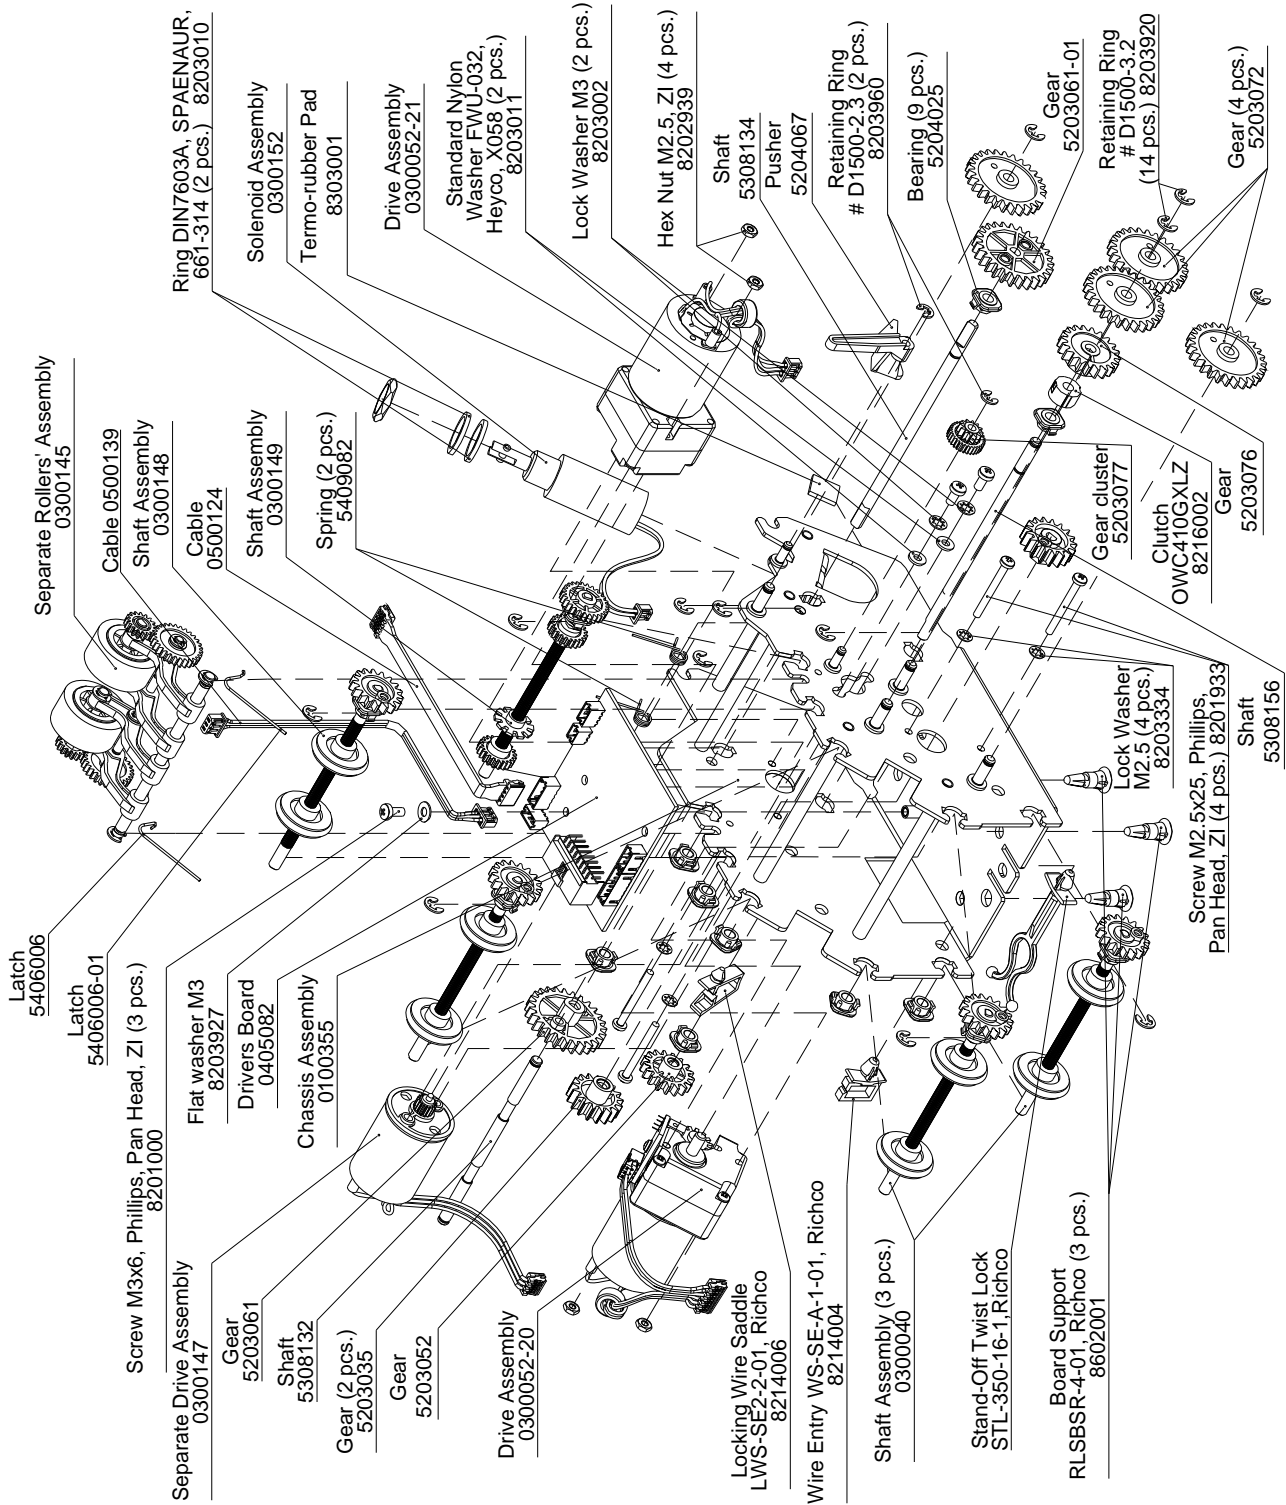 Latch
5406006
Latch
5406006-01
Screw M3x6, Phillips, Pan Head, ZI (3 pcs.)
8201000
Flat washer M3
8203927
Drivers Board
0405082
Chassis Assembly
0100355
Separate Drive Assembly
0300147
Gear
5203061
Shaft
5308132
Gear (2 pcs.)
5203035
Gear
5203052
Drive Assembly
0300052-20
Locking Wire Saddle
LWS-SE2-2-01, Richco
8214006
Wire Entry WS-SE-A-1-01, Richco
8214004
Shaft Assembly (3 pcs.)
0300040
Stand-Off Twist Lock
STL-350-16-1,Richco
Board Support
RLSBSR-4-01, Richco (3 pcs.)
8602001
Separate Rollers' Assembly
0300145
Cable 0500139
Shaft Assembly
0300148
Cable
0500124
Shaft Assembly
0300149
Spring (2 pcs.)
5409082
Ring DIN7603A, SPAENAUR,
661-314 (2 pcs.)  8203010
Solenoid Assembly
0300152
Termo-rubber Pad
8303001
Drive Assembly
0300052-21
Standard Nylon
Washer FWU-032,
Heyco, X058 (2 pcs.)
8203011
Lock Washer M3 (2 pcs.)
8203002
Hex Nut M2.5, ZI (4 pcs.)
8202939
Shaft
5308134
Pusher
5204067
Retaining Ring
# D1500-2.3 (2 pcs.)
8203960
Bearing (9 pcs.)
5204025
Gear
5203061-01
Retaining Ring
# D1500-3.2
(14 pcs.) 8203920
Gear (4 pcs.)
5203072
Gear cluster
5203077
Clutch
OWC410GXLZ
8216002
Gear
5203076
Lock Washer
M2.5 (4 pcs,)
8203334
Screw M2.5x25, Phillips,
Pan Head, ZI (4 pcs.) 8201933
Shaft
5308156